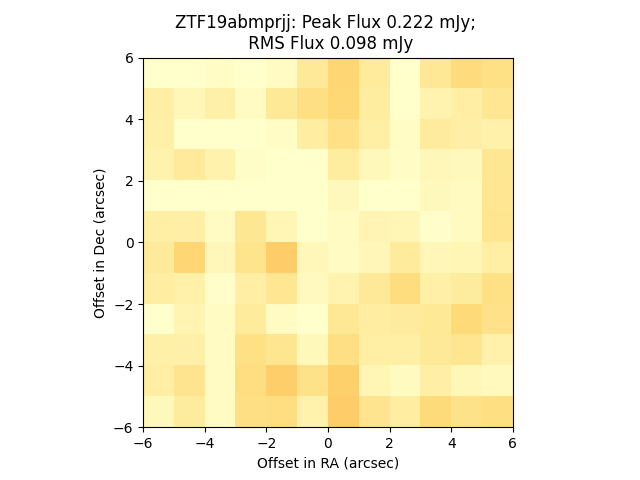 ZTF19abmprjj: Peak Flux 0.222 mJy;
RMS Flux 0.098 mJy
6
4
2
0
−2
−4
−6
Offset in Dec (arcsec)
−6 −4 −2 0 2 4 6
Offset in RA (arcsec)